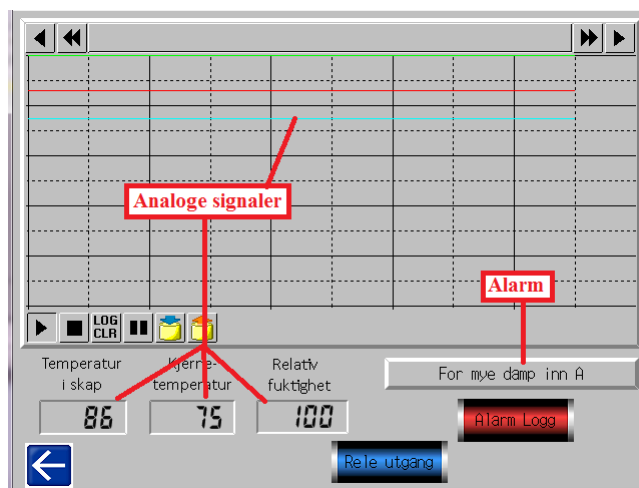 Analoge signaler
Alarm
LOG
CLR
Temperatur
i skap
Kjerne-
temperatur
Relativ
fuktighet
For mye damp inn A
86
75
100
Alarm Logg
Rele utgang